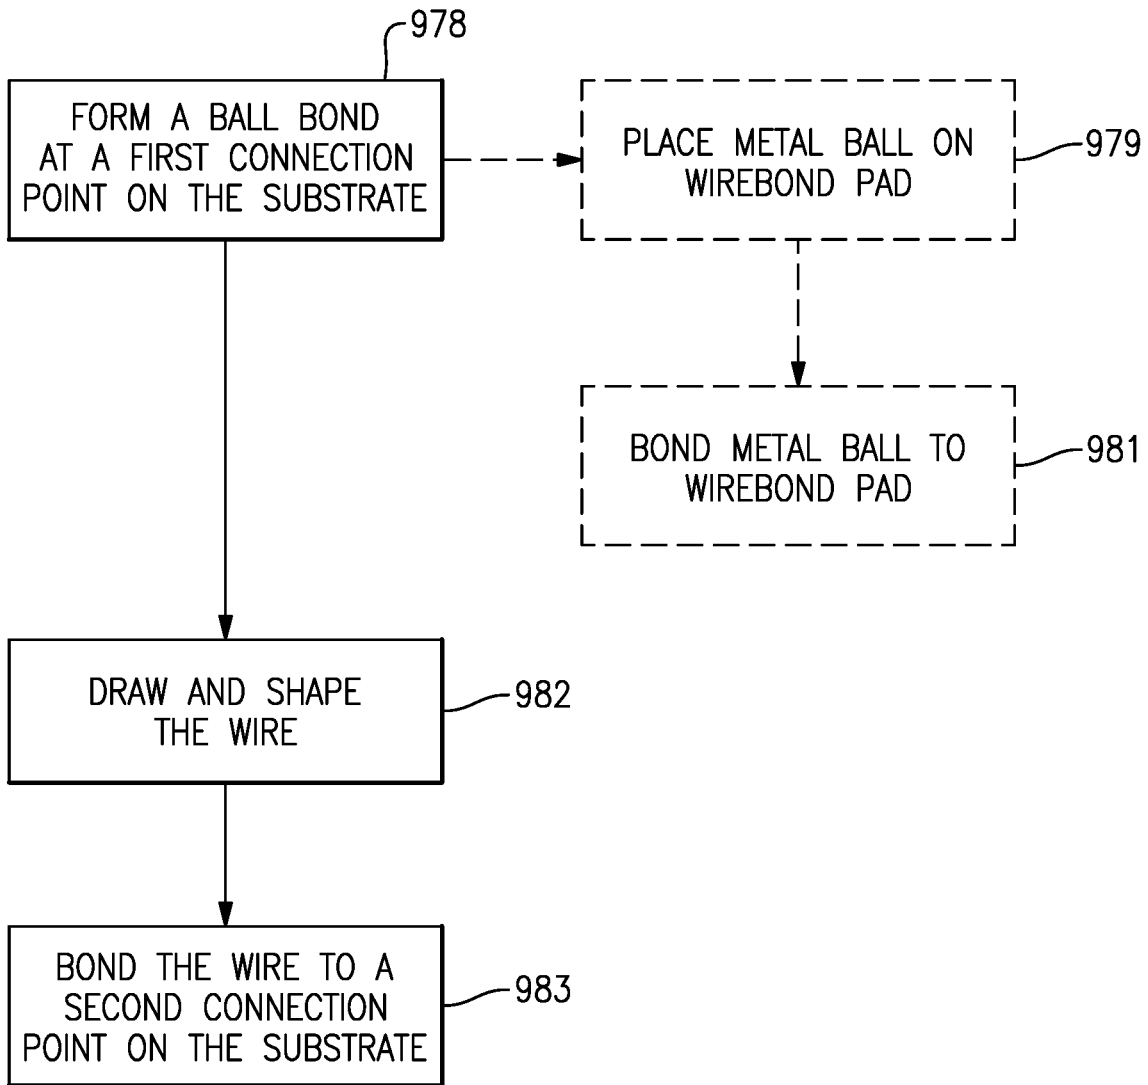 978
FORM A BALL BOND
AT A FIRST CONNECTION
POINT ON THE SUBSTRATE
PLACE METAL BALL ON
WIREBOND PAD
979
BOND METAL BALL TO
WIREBOND PAD
981
DRAW AND SHAPE
THE WIRE
982
BOND THE WIRE TO A
SECOND CONNECTION
POINT ON THE SUBSTRATE
983